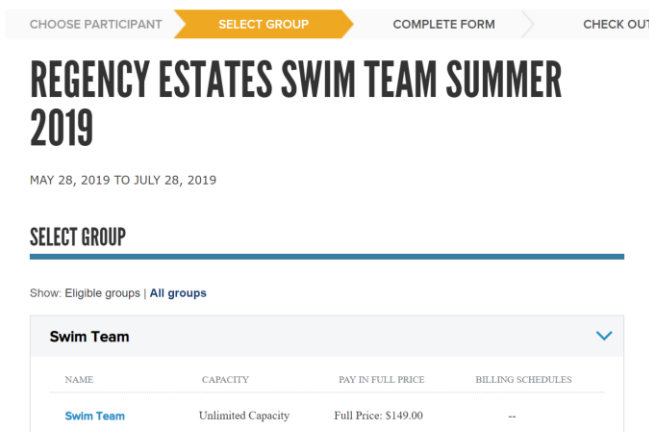 CHOOSE PARTICIPANT SELECT GROUP COMPLETE FORM CHECK OUT
REGENCY ESTATES SWIM TEAM SUMMER
2019
MAY 28, 2019 TO JULY 28, 2019
SELECT GROUP
Show: Eligible groups | All groups
Swim Team
NAME CAPACITY PAY IN FULL PRICE BILLING SCHEDULES
Swim Team Unlimited Capacity Full Price: $149.00 --